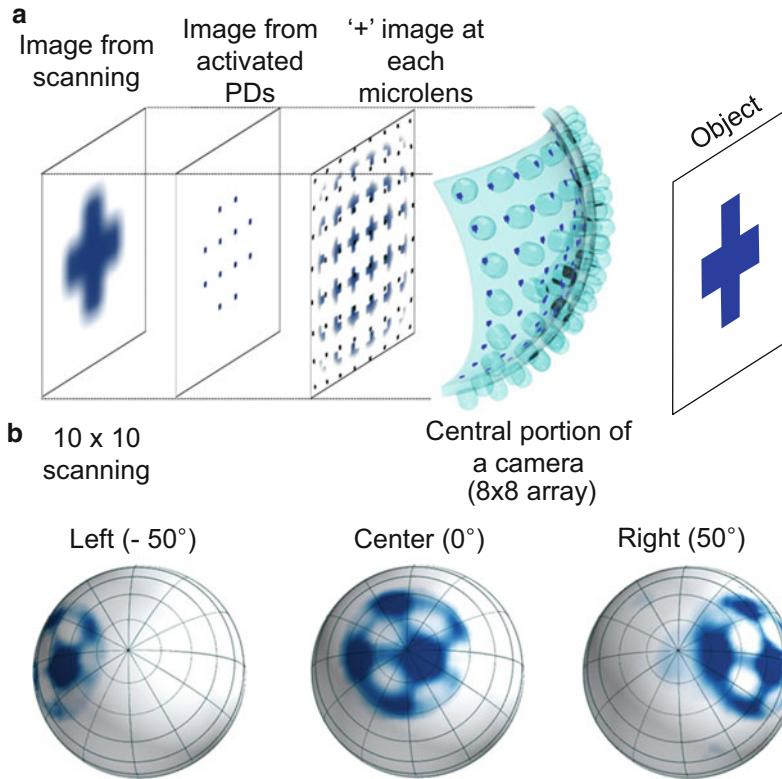 a
Image from
scanning
Image from
activated
PDs
‘+’ image at
each
microlens
Object
b
10 x 10
scanning
Central portion of
a camera
(8x8 array)
Left (- 50°)
Center (0°)
Right (50°)